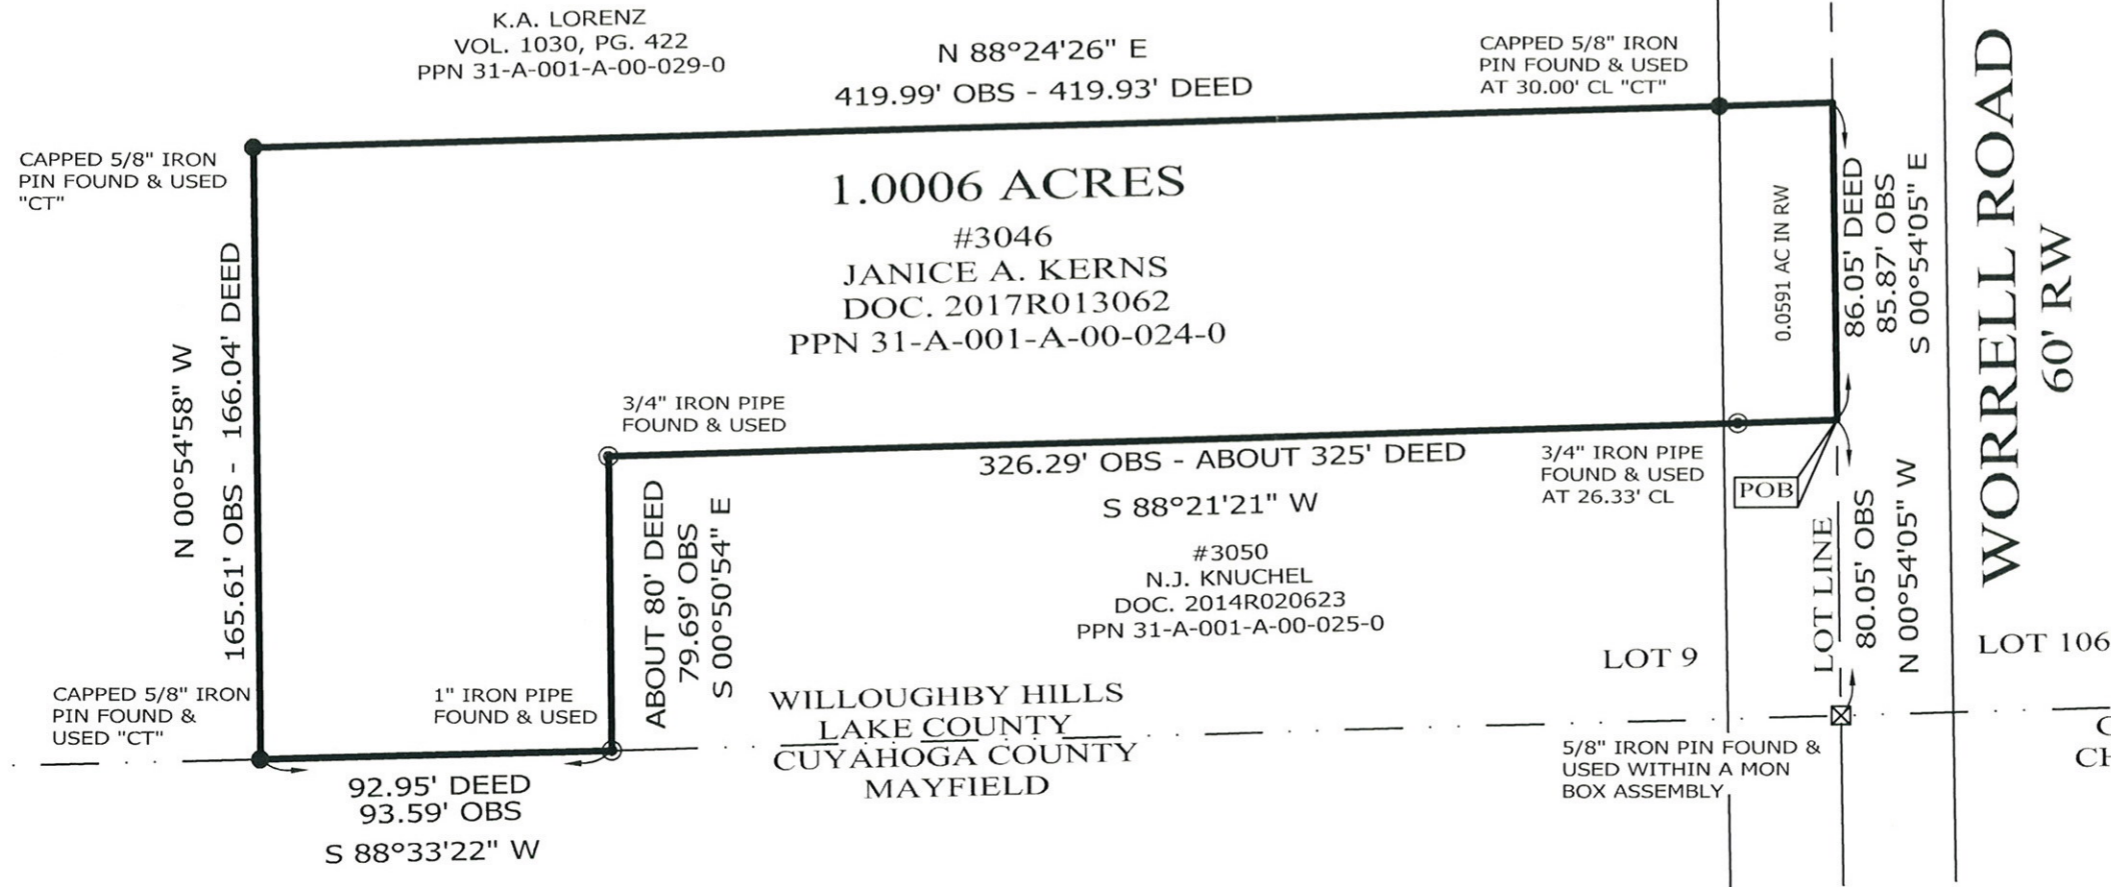 K.A. LORENZ
VOL. 1030, PG. 422
PPN 31-A-001-A-00-029-0
N 88°24'26" E
419.99' OBS - 419.93' DEED
CAPPED 5/8" IRON
PIN FOUND & USED
AT 30.00' CL "CT"
CAPPED 5/8" IRON
PIN FOUND & USED
"CT"
1.0006 ACRES
#3046
JANICE A. KERNS
DOC. 2017R013062
PPN 31-A-001-A-00-024-0
0.0591 AC IN RW
86.05' DEED
85.87' OBS
S 00°54'05" E
WORRELL ROAD
60' RW
N 00°54'58" W
165.61' OBS - 166.04' DEED
3/4" IRON PIPE
FOUND & USED
326.29' OBS - ABOUT 325' DEED
S 88°21'21" W
3/4" IRON PIPE
FOUND & USED
AT 26.33' CL
POB
ABOUT 80' DEED
79.69' OBS
S 00°50'54" E
#3050
N.J. KNUCHEL
DOC. 2014R020623
PPN 31-A-001-A-00-025-0
LOT LINE
80.05' OBS
N 00°54'05" W
LOT 9
LOT 106
CAPPED 5/8" IRON
PIN FOUND &
USED "CT"
1" IRON PIPE
FOUND & USED
WILLOUGHBY HILLS
LAKE COUNTY
CUYAHOGA COUNTY
MAYFIELD
5/8" IRON PIN FOUND &
USED WITHIN A MON
BOX ASSEMBLY
92.95' DEED
93.59' OBS
S 88°33'22" W